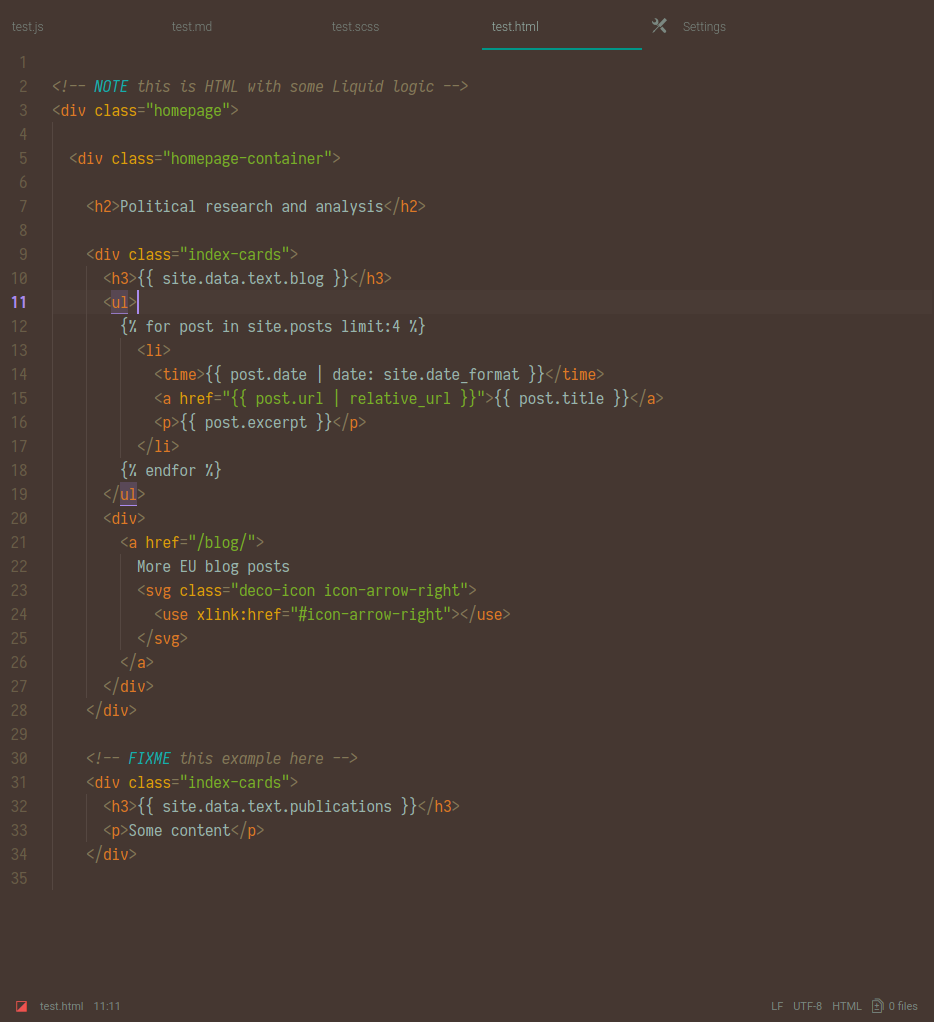 test.js test.md test.scss test.html Settings
1
2 <!-- NOTE this is HTML with some Liquid logic -->
3 <div class="homepage">
4
5 <div class="homepage-container">
6
7 <h2>Political research and analysis</h2>
8
9 <div class="index-cards">
10 <h3>{{ site.data.text.blog }}</h3>
11 <ul>
12 {% for post in site.posts limit:4 %}
13 <li>
14 <time>{{ post.date | date: site.date_format }}</time>
15 <a href="{{ post.url | relative_url }}">{{ post.title }}</a>
16 <p>{{ post.excerpt }}</p>
17 </li>
18 {% endfor %}
19 </ul>
20 <div>
21 <a href="/blog/">
22 More EU blog posts
23 <svg class="deco-icon icon-arrow-right">
24 <use xlink:href="#icon-arrow-right"></use>
25 </svg>
26 </a>
27 </div>
28 </div>
29
30 <!-- FIXME this example here -->
31 <div class="index-cards">
32 <h3>{{ site.data.text.publications }}</h3>
33 <p>Some content</p>
34 </div>
35
test.html 11:11 LF UTF-8 HTML 0 files